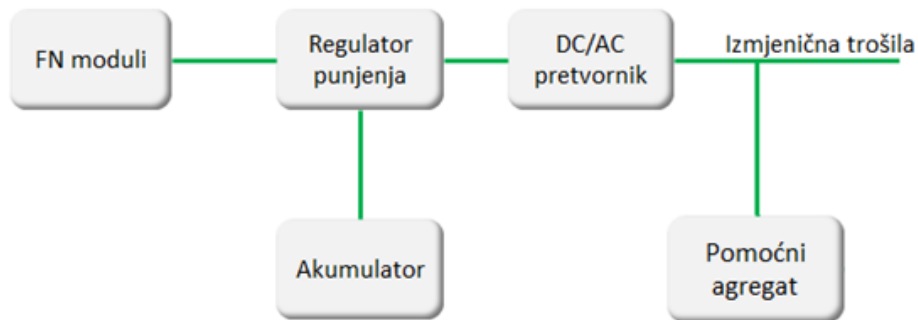 FN moduli
Regulator
punjenja
DC/AC
pretvornik
Izmjenična trošila
Akumulator
Pomoćni
agregat